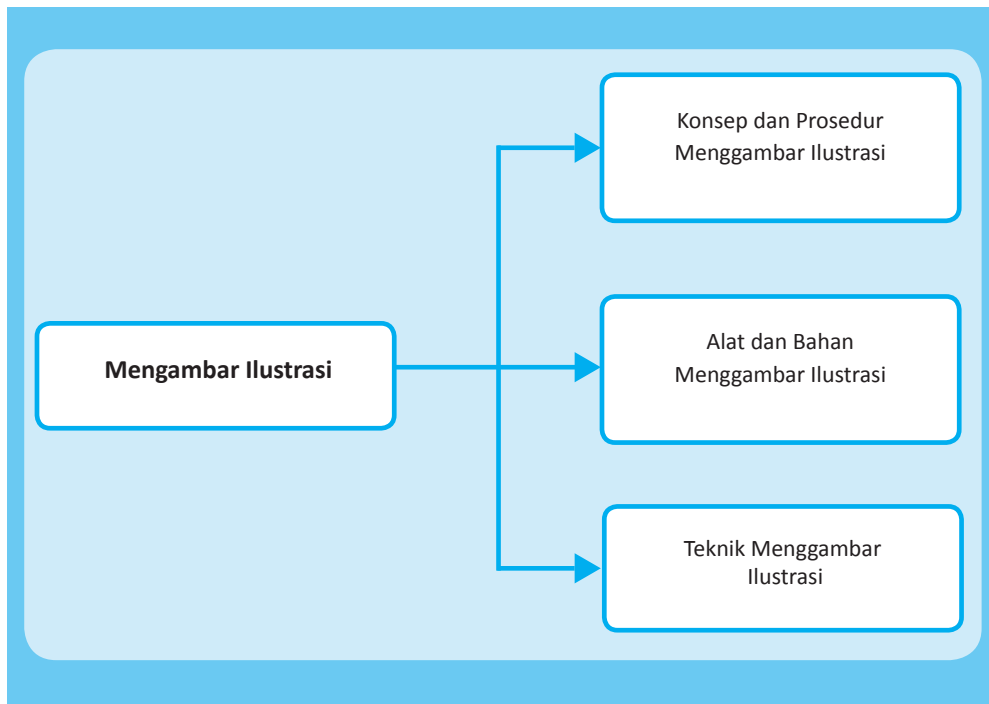 Konsep dan Prosedur
Menggambar Ilustrasi
Mengambar Ilustrasi
Alat dan Bahan
Menggambar Ilustrasi
Teknik Menggambar
Ilustrasi